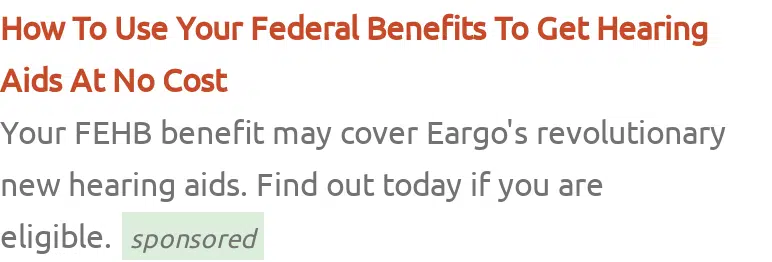 How To Use Your Federal Benefits To Get Hearing
Aids At No Cost
Your FEHB benefit may cover Eargo's revolutionary
new hearing aids. Find out today if you are
eligible. sponsored